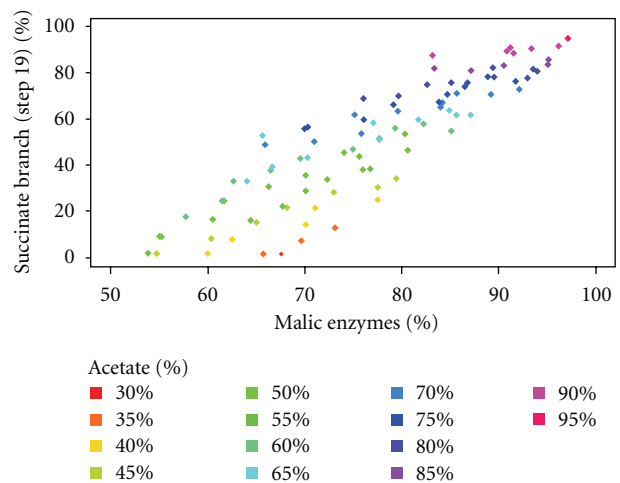 Succinate branch (step 19) (%)
100
80
60
40
20
0
50 60 70 80 90 100
Malic enzymes (%)
Acetate (%)
30% 50% 70% 90%
35% 55% 75% 95%
40% 60% 80%
45% 65% 85%